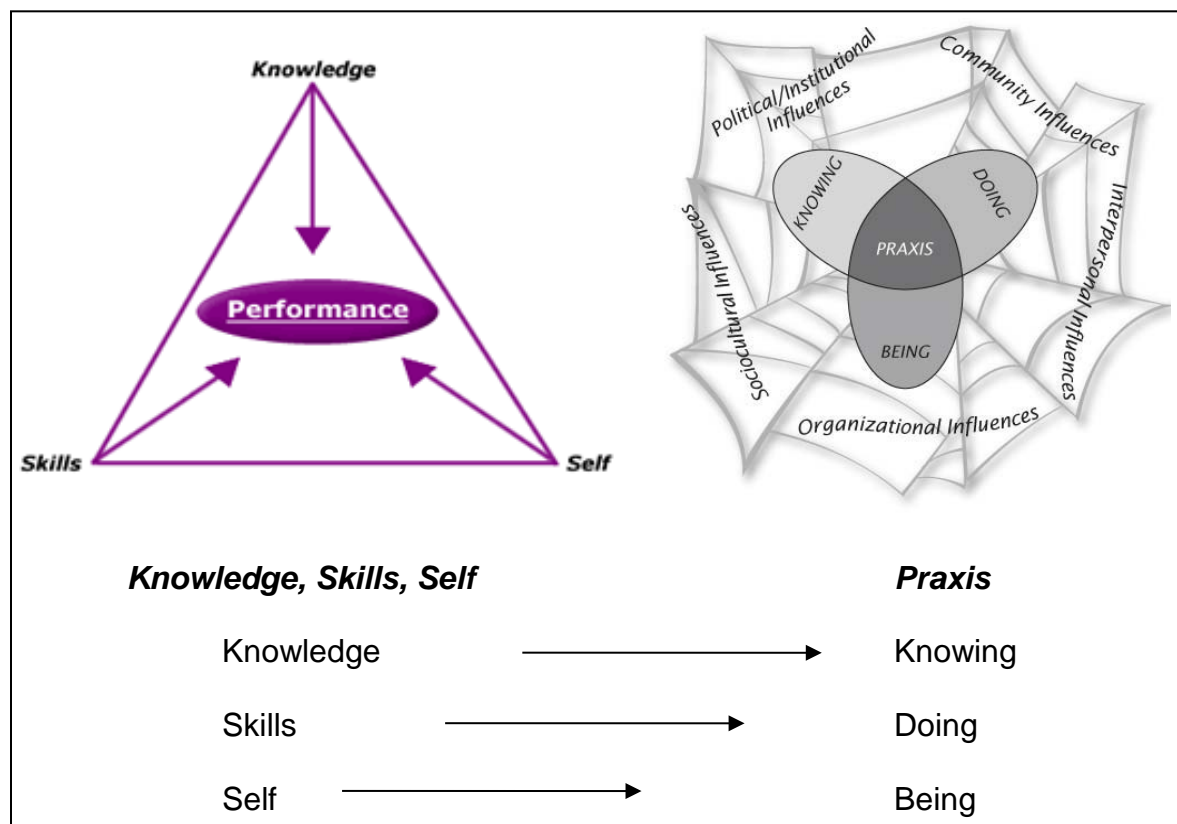 Knowledge
Performance
Skills
Self
Political/Institutional
Influences
Community Influences
Interpersonal Influences
Organizational Influences
Sociocultural Influences
KNOWING
DOING
PRAXIS
BEING
Knowledge, Skills, Self
Praxis
Knowledge
Knowing
Skills
Doing
Self
Being